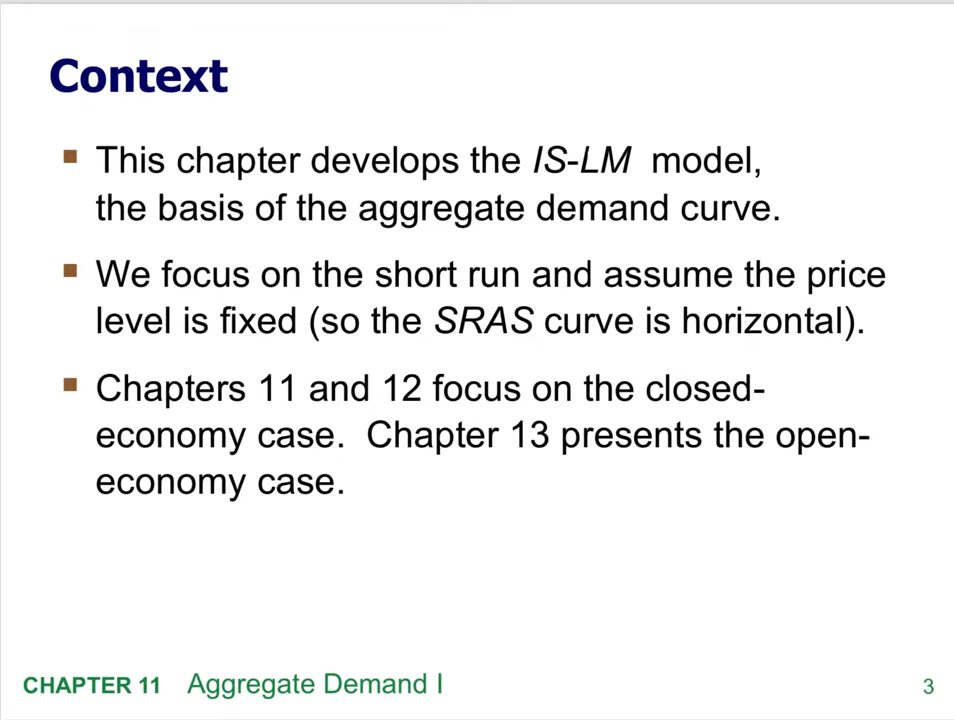 Context
This chapter develops the IS-LM model,
the basis of the aggregate demand curve.
We focus on the short run and assume the price
level is fixed (so the SRAS curve is horizontal).
Chapters 11 and 12 focus on the closed-
economy case. Chapter 13 presents the open-
economy case.
CHAPTER 11 Aggregate Demand I 3